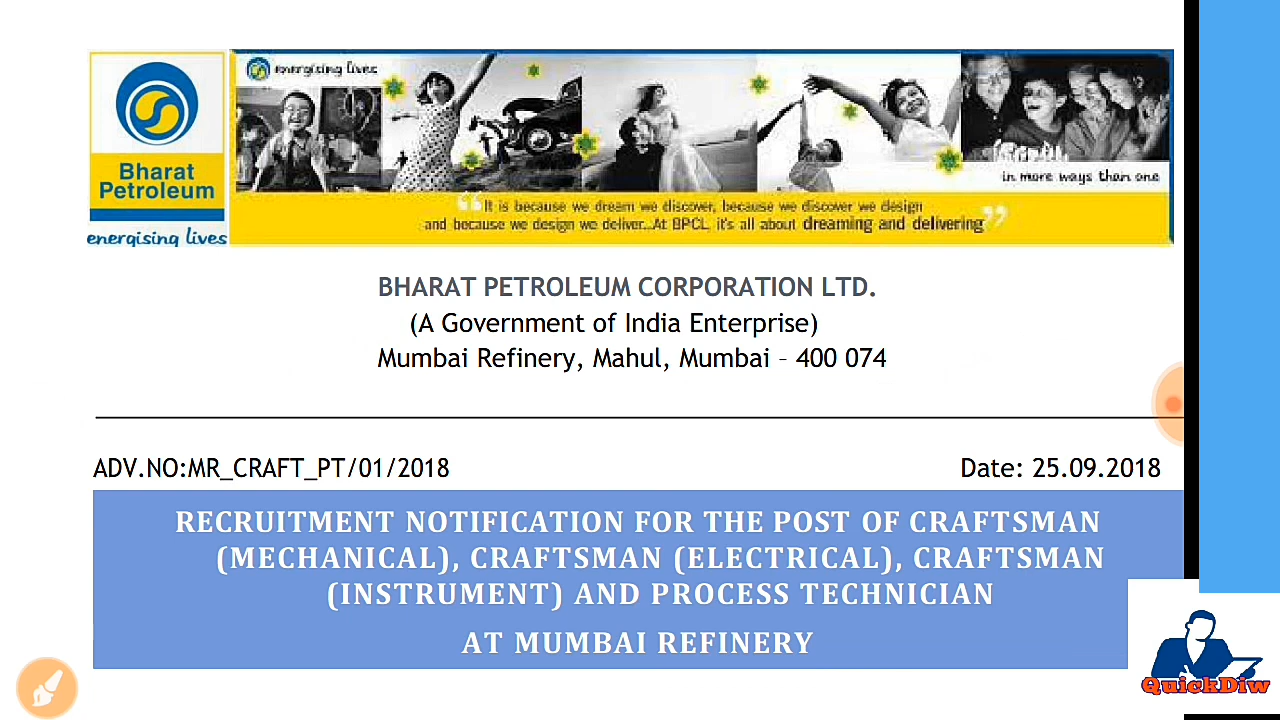 Bharat
Petroleum
energising lives
energising lives
in more ways than one
“It is because we dream we discover, because we discover we design
and because we design we deliver...At BPCL, it's all about dreaming and delivering”
BHARAT PETROLEUM CORPORATION LTD.
(A Government of India Enterprise)
Mumbai Refinery, Mahul, Mumbai – 400 074
ADV.NO:MR_CRAFT_PT/01/2018 Date: 25.09.2018
RECRUITMENT NOTIFICATION FOR THE POST OF CRAFTSMAN
(MECHANICAL), CRAFTSMAN (ELECTRICAL), CRAFTSMAN
(INSTRUMENT) AND PROCESS TECHNICIAN
AT MUMBAI REFINERY
QuickDiw